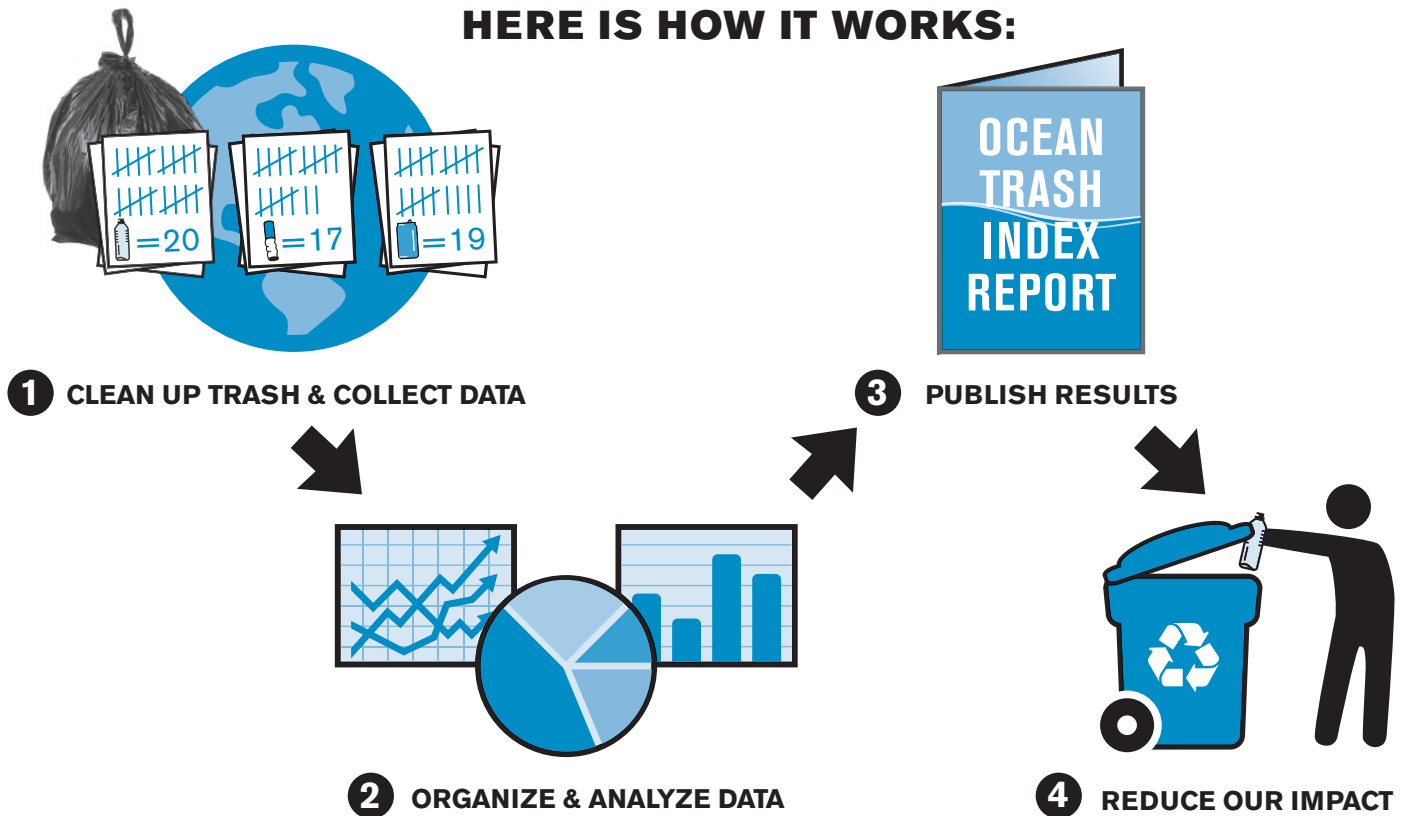 HERE IS HOW IT WORKS:
=20
=17
=19
1 CLEAN UP TRASH & COLLECT DATA
2 ORGANIZE & ANALYZE DATA
OCEAN
TRASH
INDEX
REPORT
3 PUBLISH RESULTS
4 REDUCE OUR IMPACT